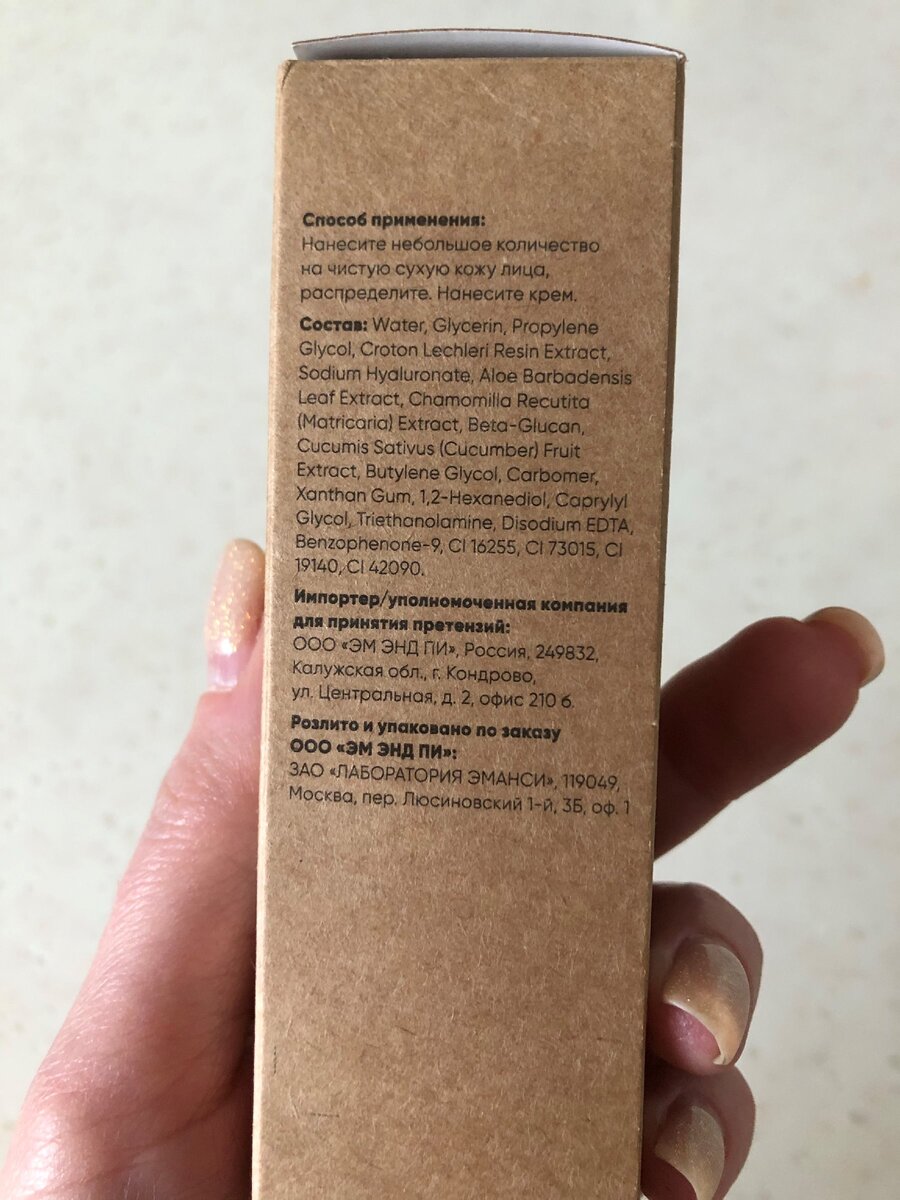 Способ применения:
Нанесите небольшое количество
на чистую сухую кожу лица,
распределите. Нанесите крем.
Состав: Water, Glycerin, Propylene
Glycol, Croton Lechleri Resin Extract,
Sodium Hyaluronate, Aloe Barbadensis
Leaf Extract, Chamomilla Recutita
(Matricaria) Extract, Beta-Glucan,
Cucumis Sativus (Cucumber) Fruit
Extract, Butylene Glycol, Carbomer,
Xanthan Gum, 1,2-Hexanediol, Caprylyl
Glycol, Triethanolamine, Disodium EDTA,
Benzophenone-9, CI 16255, CI 73015, CI
19140, CI 42090.
Импортер/уполномоченная компания
для принятия претензий:
ООО «ЭМ ЭНД ПИ», Россия, 249832,
Калужская обл., г. Кондрово,
ул. Центральная, д. 2, офис 210 б.
Розлито и упаковано по заказу
ООО «ЭМ ЭНД ПИ»:
ЗАО «ЛАБОРАТОРИЯ ЭМАНСИ», 119049,
Москва, пер. Люсиновский 1-й, 3Б, оф. 1